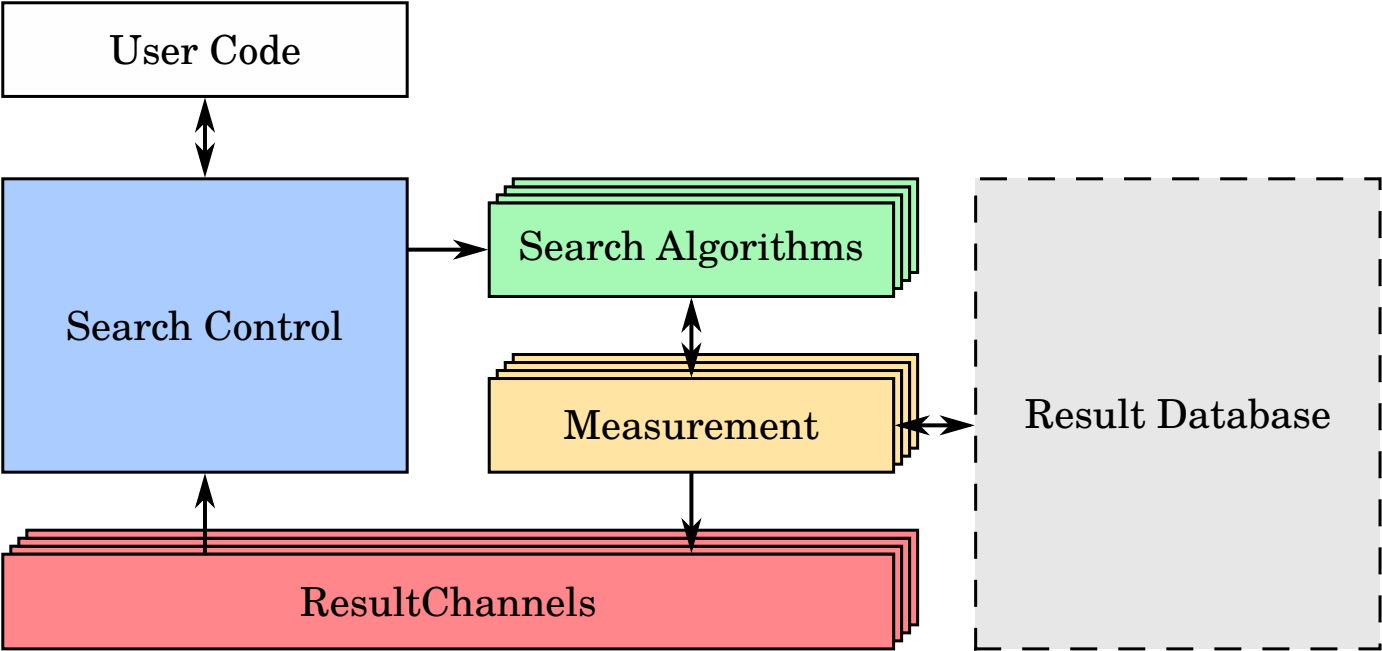 User Code
Search Algorithms
Search Control
Measurement
Result Database
ResultChannels